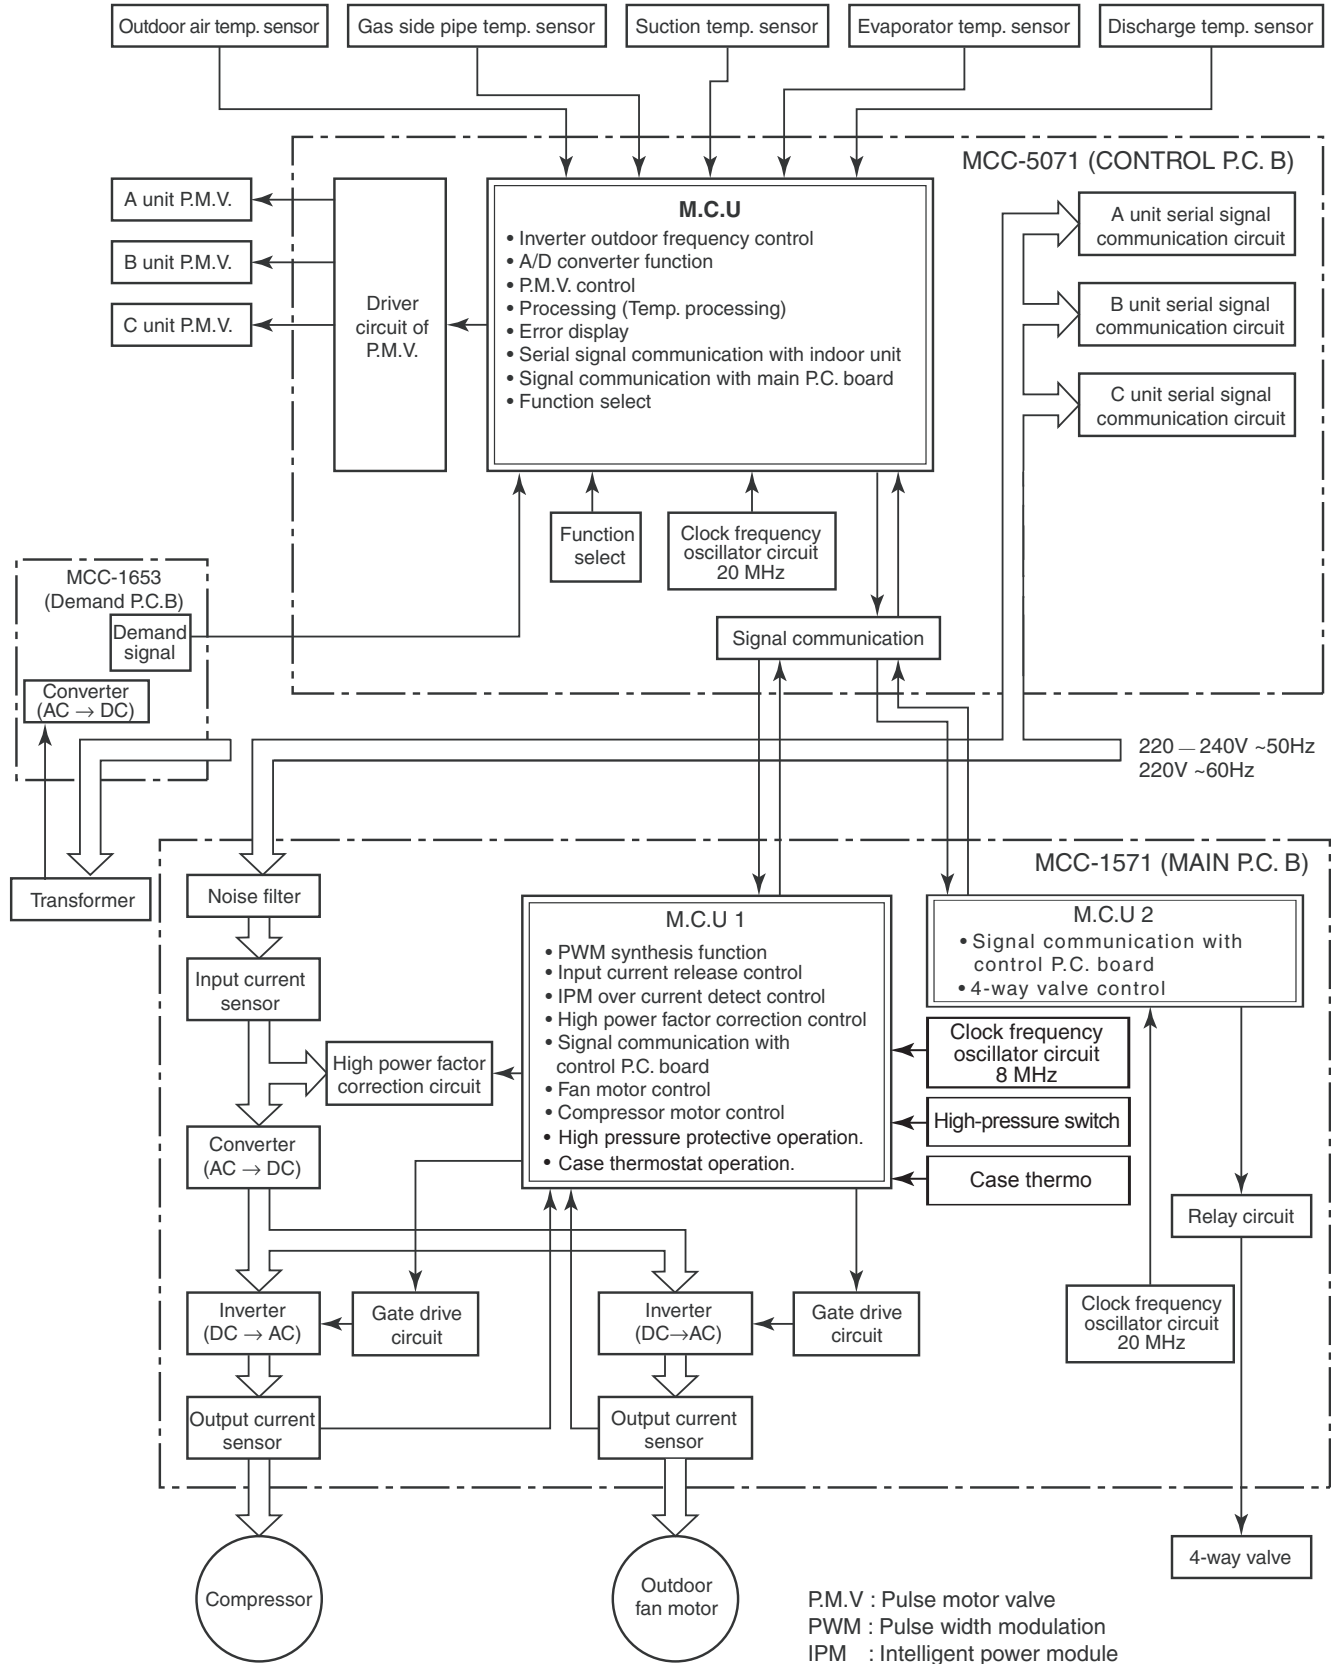 Outdoor air temp. sensor
Gas side pipe temp. sensor
Suction temp. sensor
Evaporator temp. sensor
Discharge temp. sensor
MCC-5071 (CONTROL P.C. B)
A unit P.M.V.
B unit P.M.V.
C unit P.M.V.
Driver
circuit of
P.M.V.
M.C.U
• Inverter outdoor frequency control
• A/D converter function
• P.M.V. control
• Processing (Temp. processing)
• Error display
• Serial signal communication with indoor unit
• Signal communication with main P.C. board
• Function select
A unit serial signal
communication circuit
B unit serial signal
communication circuit
C unit serial signal
communication circuit
Function
select
Clock frequency
oscillator circuit
20 MHz
MCC-1653
(Demand P.C.B)
Demand
signal
Converter
(AC → DC)
Signal communication
220 — 240V ~50Hz
220V ~60Hz
Transformer
MCC-1571 (MAIN P.C. B)
Noise filter
Input current
sensor
High power factor
correction circuit
Converter
(AC → DC)
M.C.U 1
• PWM synthesis function
• Input current release control
• IPM over current detect control
• High power factor correction control
• Signal communication with
control P.C. board
• Fan motor control
• Compressor motor control
• High pressure protective operation.
• Case thermostat operation.
M.C.U 2
• Signal communication with
control P.C. board
• 4-way valve control
Clock frequency
oscillator circuit
8 MHz
High-pressure switch
Case thermo
Relay circuit
Inverter
(DC → AC)
Gate drive
circuit
Inverter
(DC→AC)
Gate drive
circuit
Clock frequency
oscillator circuit
20 MHz
Output current
sensor
Output current
sensor
Compressor
Outdoor
fan motor
4-way valve
P.M.V : Pulse motor valve
PWM : Pulse width modulation
IPM : Intelligent power module